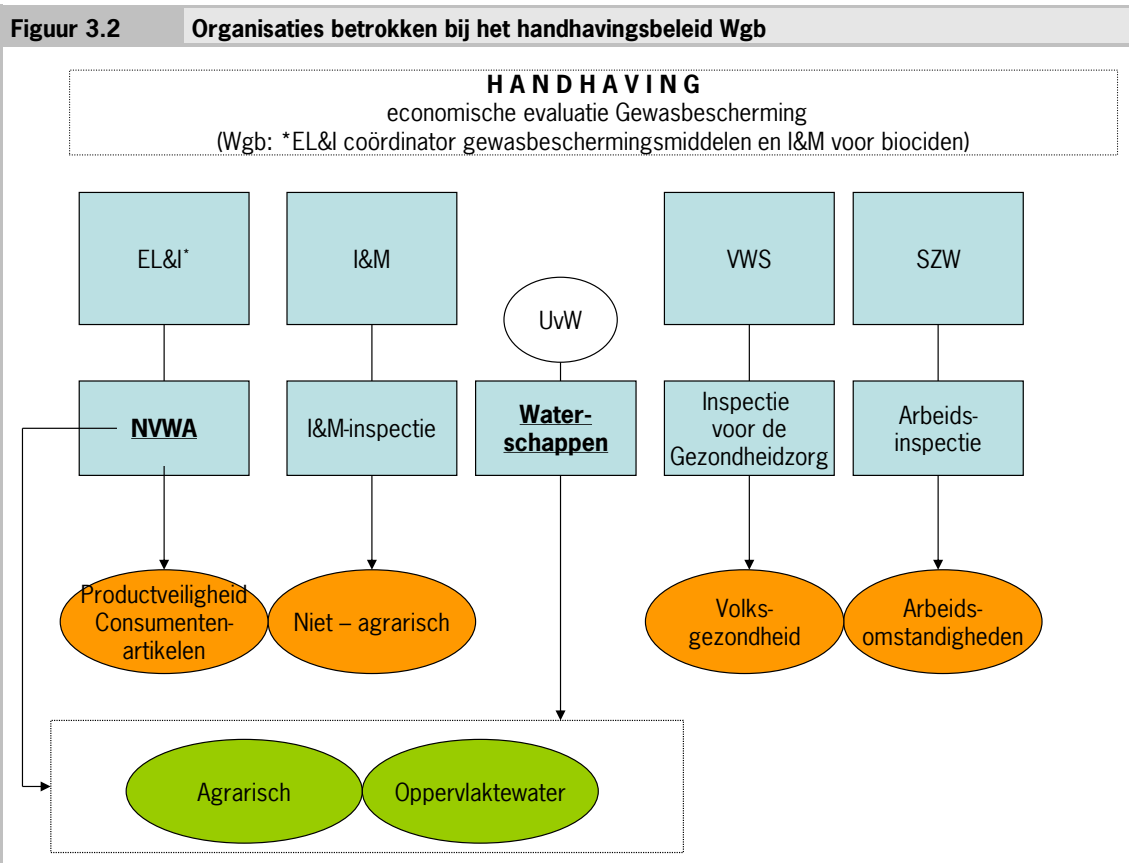 Figuur 3.2 Organisaties betrokken bij het handhavingsbeleid Wgb
HANDHAVING
economische evaluatie Gewasbescherming
(Wgb: *EL&I coördinator gewasbeschermingsmiddelen en I&M voor biociden)
EL&I*
I&M
UvW
VWS
SZW
NVWA
I&M-inspectie
Water-
schappen
Inspectie
voor de
Gezondheidzorg
Arbeids-
inspectie
Productveiligheid
Consumenten-
artikelen
Niet – agrarisch
Volks-
gezondheid
Arbeids-
omstandigheden
Agrarisch
Oppervlaktewater